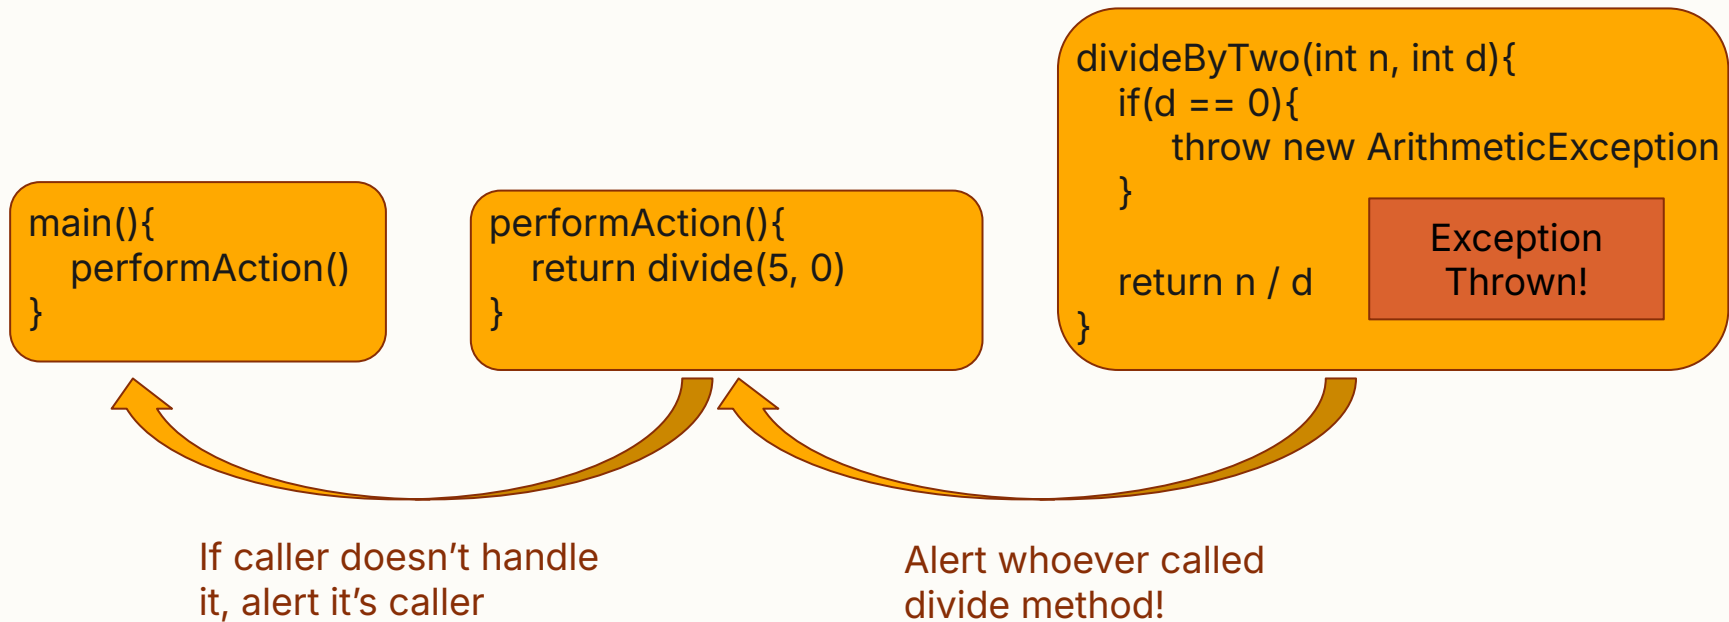 main(){
performAction()
}
performAction(){
return divide(5, 0)
}
divideByTwo(int n, int d){
if(d == 0){
throw new ArithmeticException
}
return n / d
}
Exception
Thrown!
If caller doesn’t handle
it, alert it’s caller
Alert whoever called
divide method!